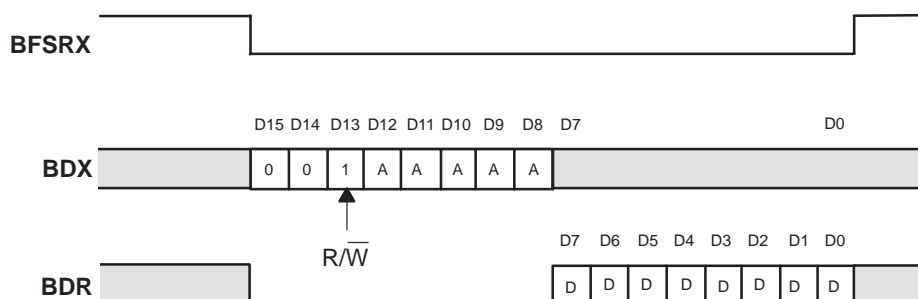 BFSRX
D15 D14 D13 D12 D11 D10 D9 D8 D7 D0
BDX 0 0 1 A A A A A
R/W̅
D7 D6 D5 D4 D3 D2 D1 D0
BDR D D D D D D D D